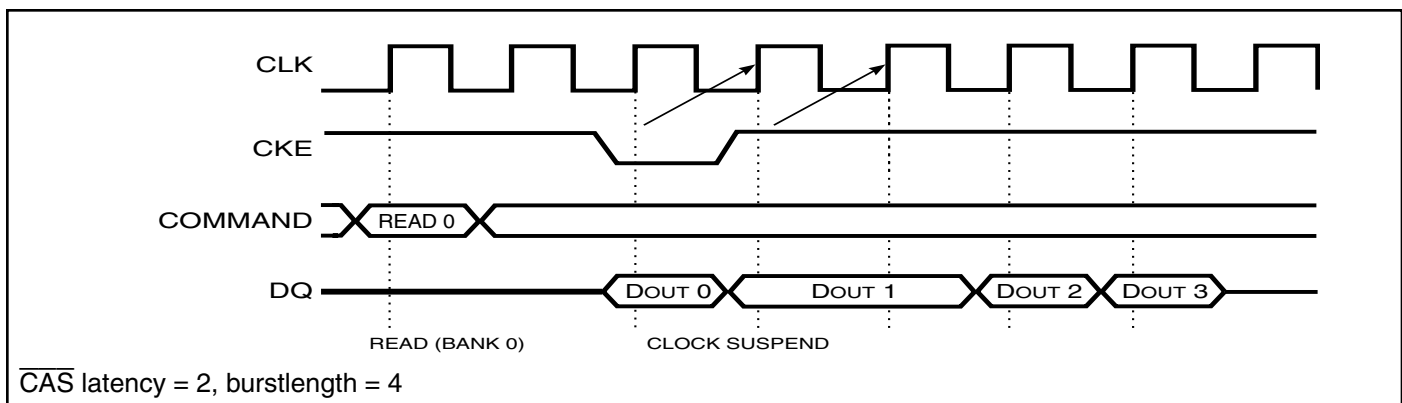 CLK
CKE
COMMAND READ 0
DQ DOUT 0 DOUT 1 DOUT 2 DOUT 3
READ (BANK 0) CLOCK SUSPEND
CAS latency = 2, burstlength = 4